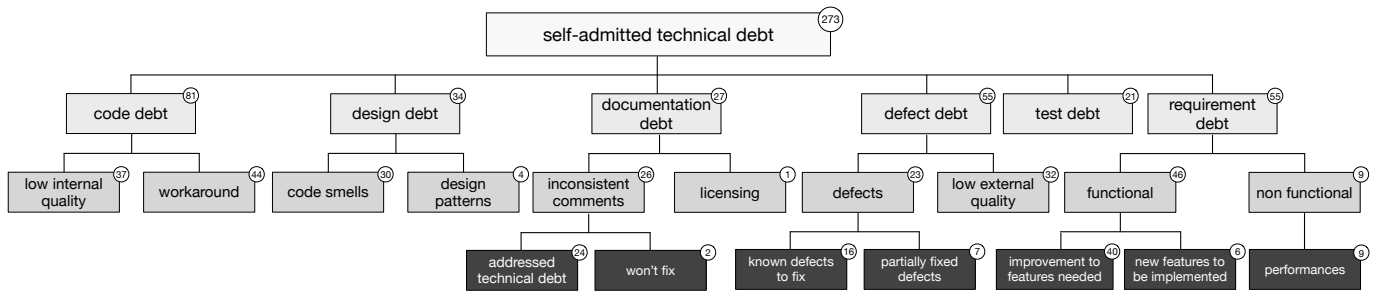 273
self-admitted technical debt
81
code debt
34
design debt
27
documentation
debt
55
defect debt
21
test debt
55
requirement
debt
37
low internal
quality
44
workaround
30
code smells
4
design
patterns
26
inconsistent
comments
1
licensing
23
defects
32
low external
quality
46
functional
9
non functional
24
addressed
technical debt
2
won't fix
16
known defects
to fix
7
partially fixed
defects
40
improvement to
features needed
6
new features to
be implemented
9
performances